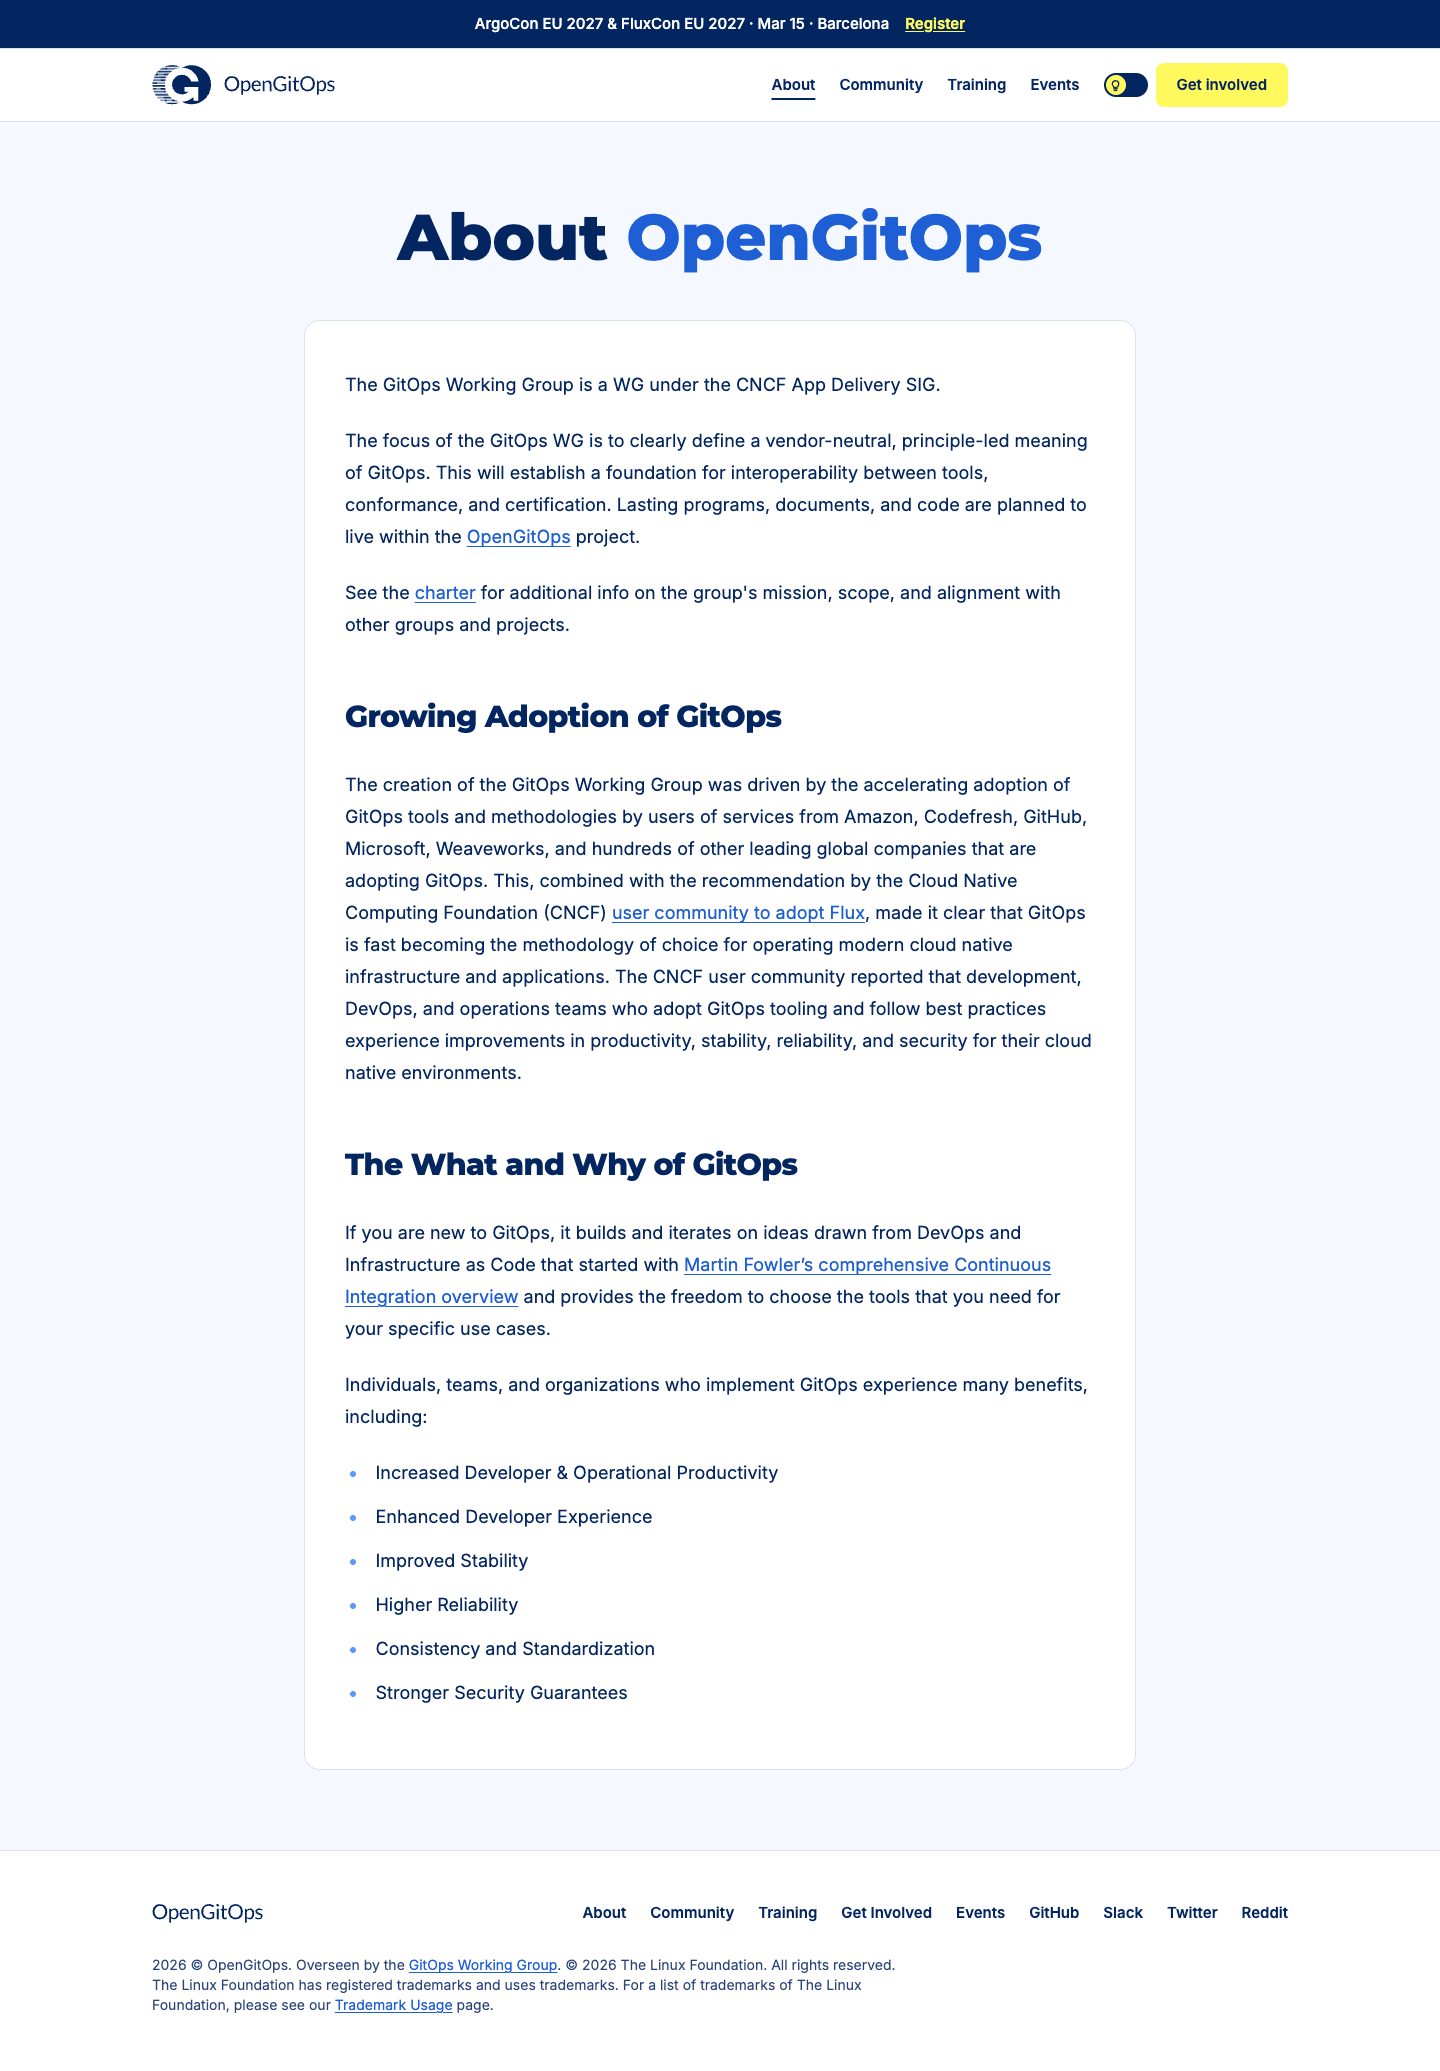 ArgoCon EU 2027 & FluxCon EU 2027 · Mar 15 · Barcelona Register
OpenGitOps About Community Training Events Get involved
About OpenGitOps
The GitOps Working Group is a WG under the CNCF App Delivery SIG.
The focus of the GitOps WG is to clearly define a vendor-neutral, principle-led meaning
of GitOps. This will establish a foundation for interoperability between tools,
conformance, and certification. Lasting programs, documents, and code are planned to
live within the OpenGitOps project.
See the charter for additional info on the group's mission, scope, and alignment with
other groups and projects.
Growing Adoption of GitOps
The creation of the GitOps Working Group was driven by the accelerating adoption of
GitOps tools and methodologies by users of services from Amazon, Codefresh, GitHub,
Microsoft, Weaveworks, and hundreds of other leading global companies that are
adopting GitOps. This, combined with the recommendation by the Cloud Native
Computing Foundation (CNCF) user community to adopt Flux, made it clear that GitOps
is fast becoming the methodology of choice for operating modern cloud native
infrastructure and applications. The CNCF user community reported that development,
DevOps, and operations teams who adopt GitOps tooling and follow best practices
experience improvements in productivity, stability, reliability, and security for their cloud
native environments.
The What and Why of GitOps
If you are new to GitOps, it builds and iterates on ideas drawn from DevOps and
Infrastructure as Code that started with Martin Fowler’s comprehensive Continuous
Integration overview and provides the freedom to choose the tools that you need for
your specific use cases.
Individuals, teams, and organizations who implement GitOps experience many benefits,
including:
• Increased Developer & Operational Productivity
• Enhanced Developer Experience
• Improved Stability
• Higher Reliability
• Consistency and Standardization
• Stronger Security Guarantees
OpenGitOps About Community Training Get Involved Events GitHub Slack Twitter Reddit
2026 © OpenGitOps. Overseen by the GitOps Working Group. © 2026 The Linux Foundation. All rights reserved.
The Linux Foundation has registered trademarks and uses trademarks. For a list of trademarks of The Linux
Foundation, please see our Trademark Usage page.